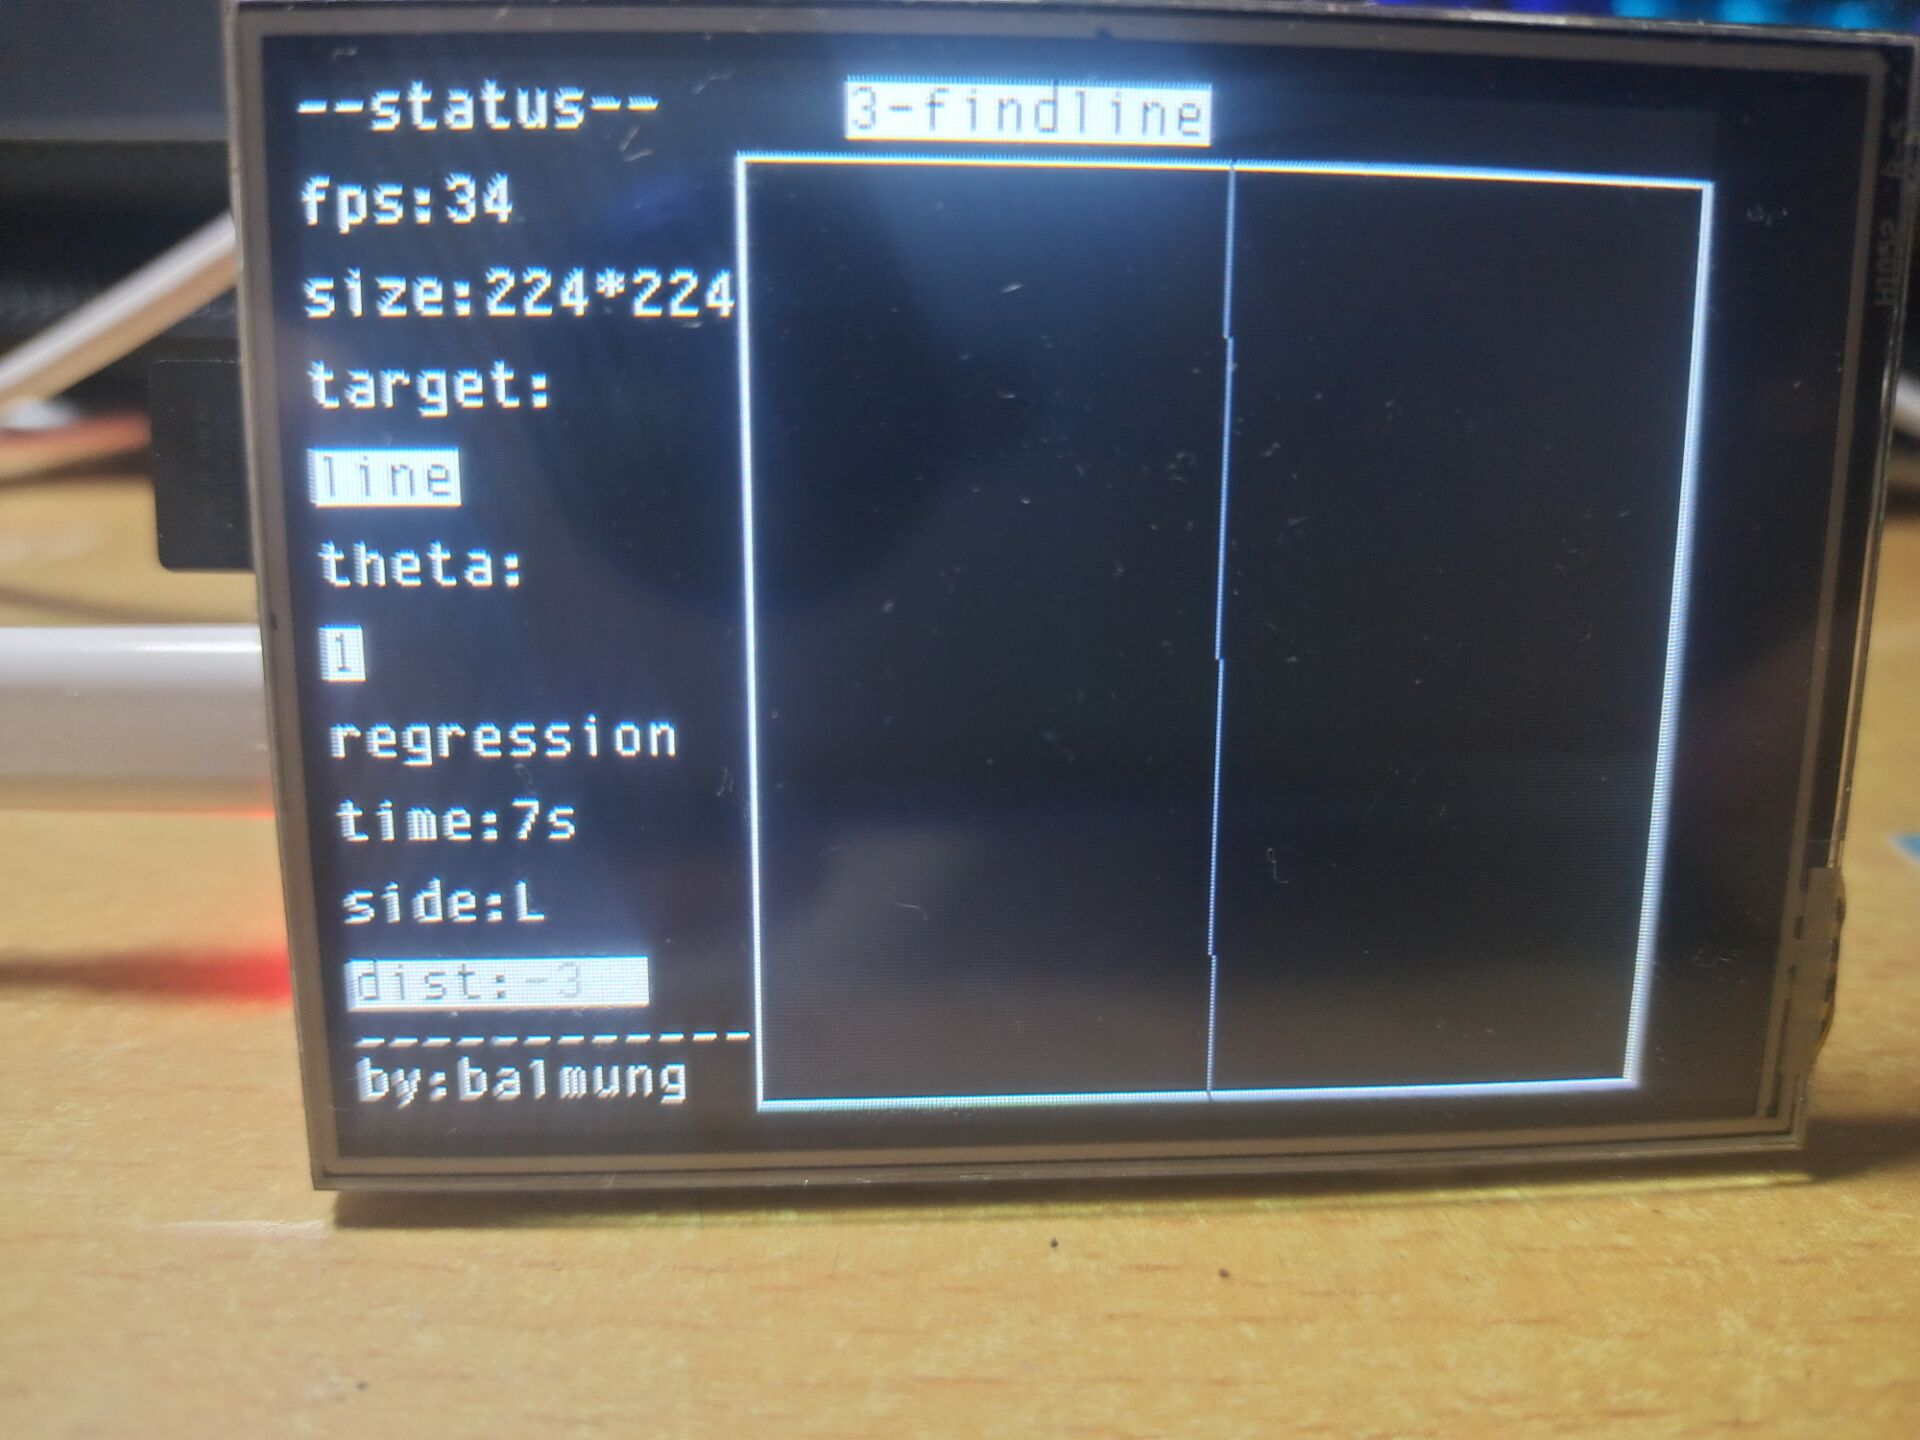 --status--
3-findline
fps:34
size:224*224
target:
line
theta:
1
regression
time:7s
side:L
dist:-3
------------
by:balmung